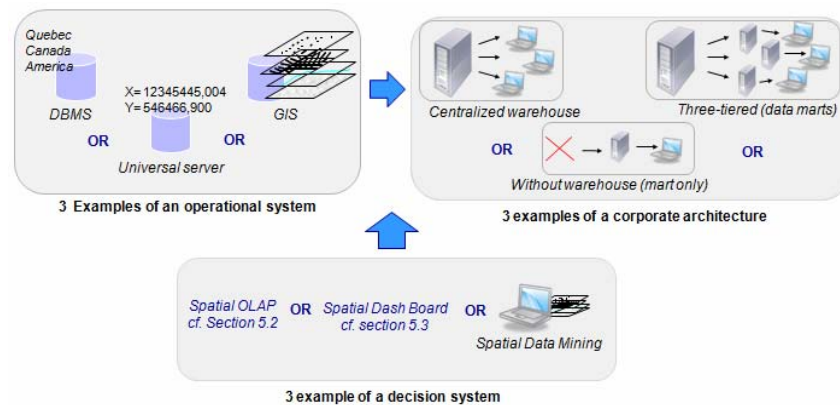 Quebec
Canada
America
X= 12345445,004
Y= 546466,900
DBMS
GIS
OR
OR
Universal server
3 Examples of an operational system
Centralized warehouse
Three-tiered (data marts)
OR
OR
Without warehouse (mart only)
3 examples of a corporate architecture
Spatial OLAP
cf. Section 5.2
OR
Spatial Dash Board
cf. section 5.3
OR
Spatial Data Mining
3 example of a decision system